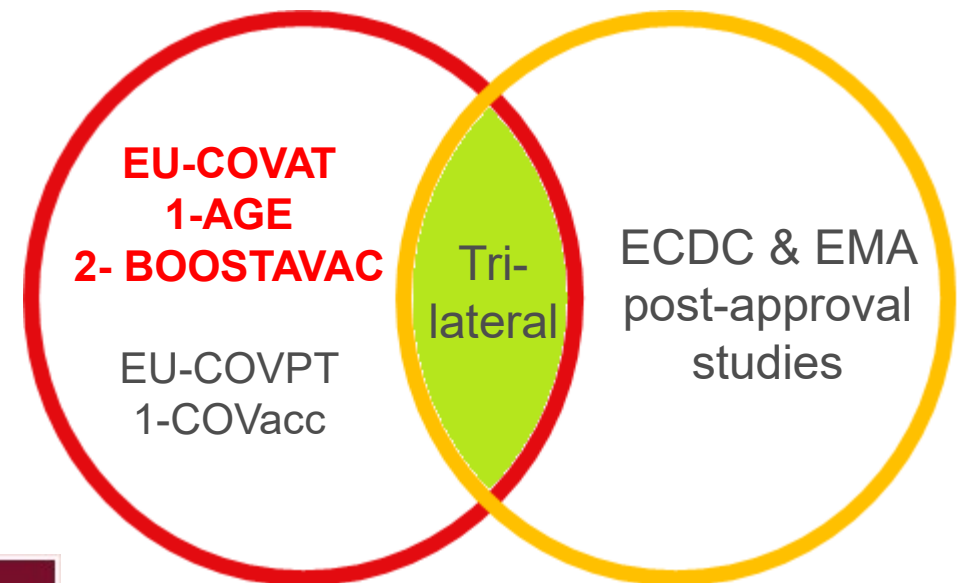 EU-COVAT
1-AGE
2- BOOSTAVAC
EU-COVPT
1-COVacc
Tri-
lateral
ECDC & EMA
post-approval
studies